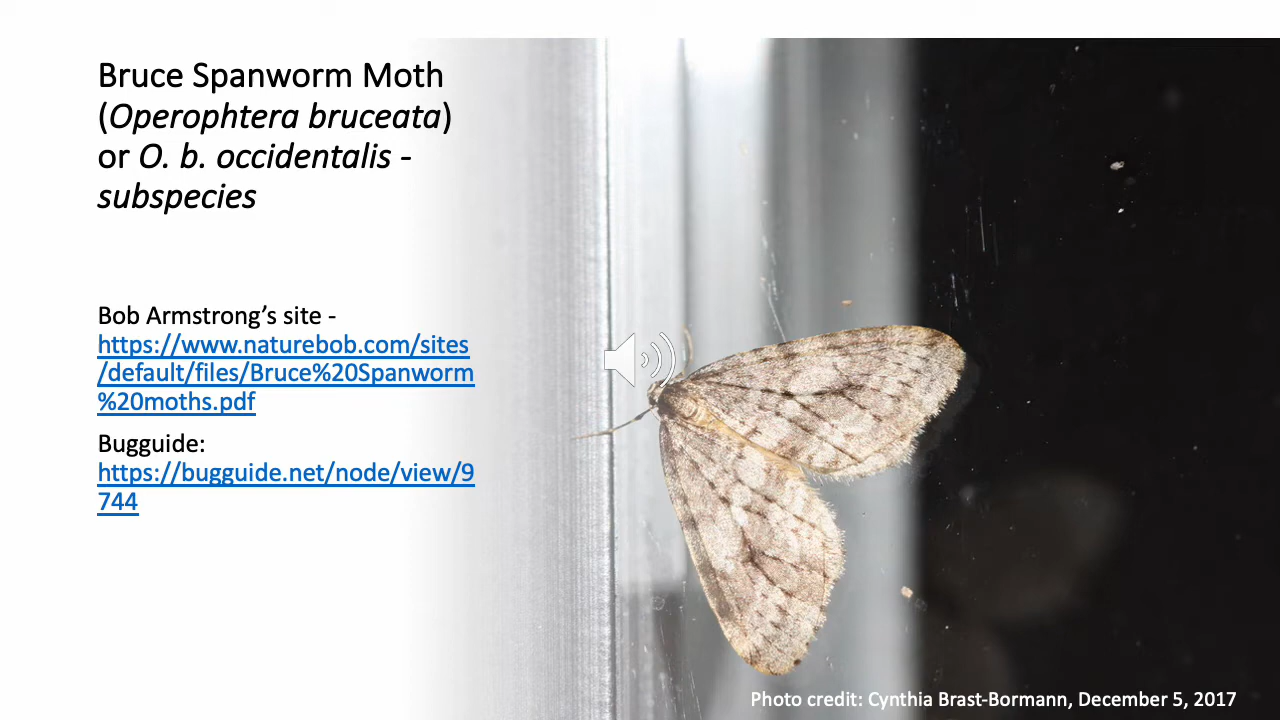 Bruce Spanworm Moth
(Operophtera bruceata)
or O. b. occidentalis -
subspecies
Bob Armstrong’s site -
https://www.naturebob.com/sites
/default/files/Bruce%20Spanworm
%20moths.pdf
Bugguide:
https://bugguide.net/node/view/9
744
Photo credit: Cynthia Brast-Bormann, December 5, 2017